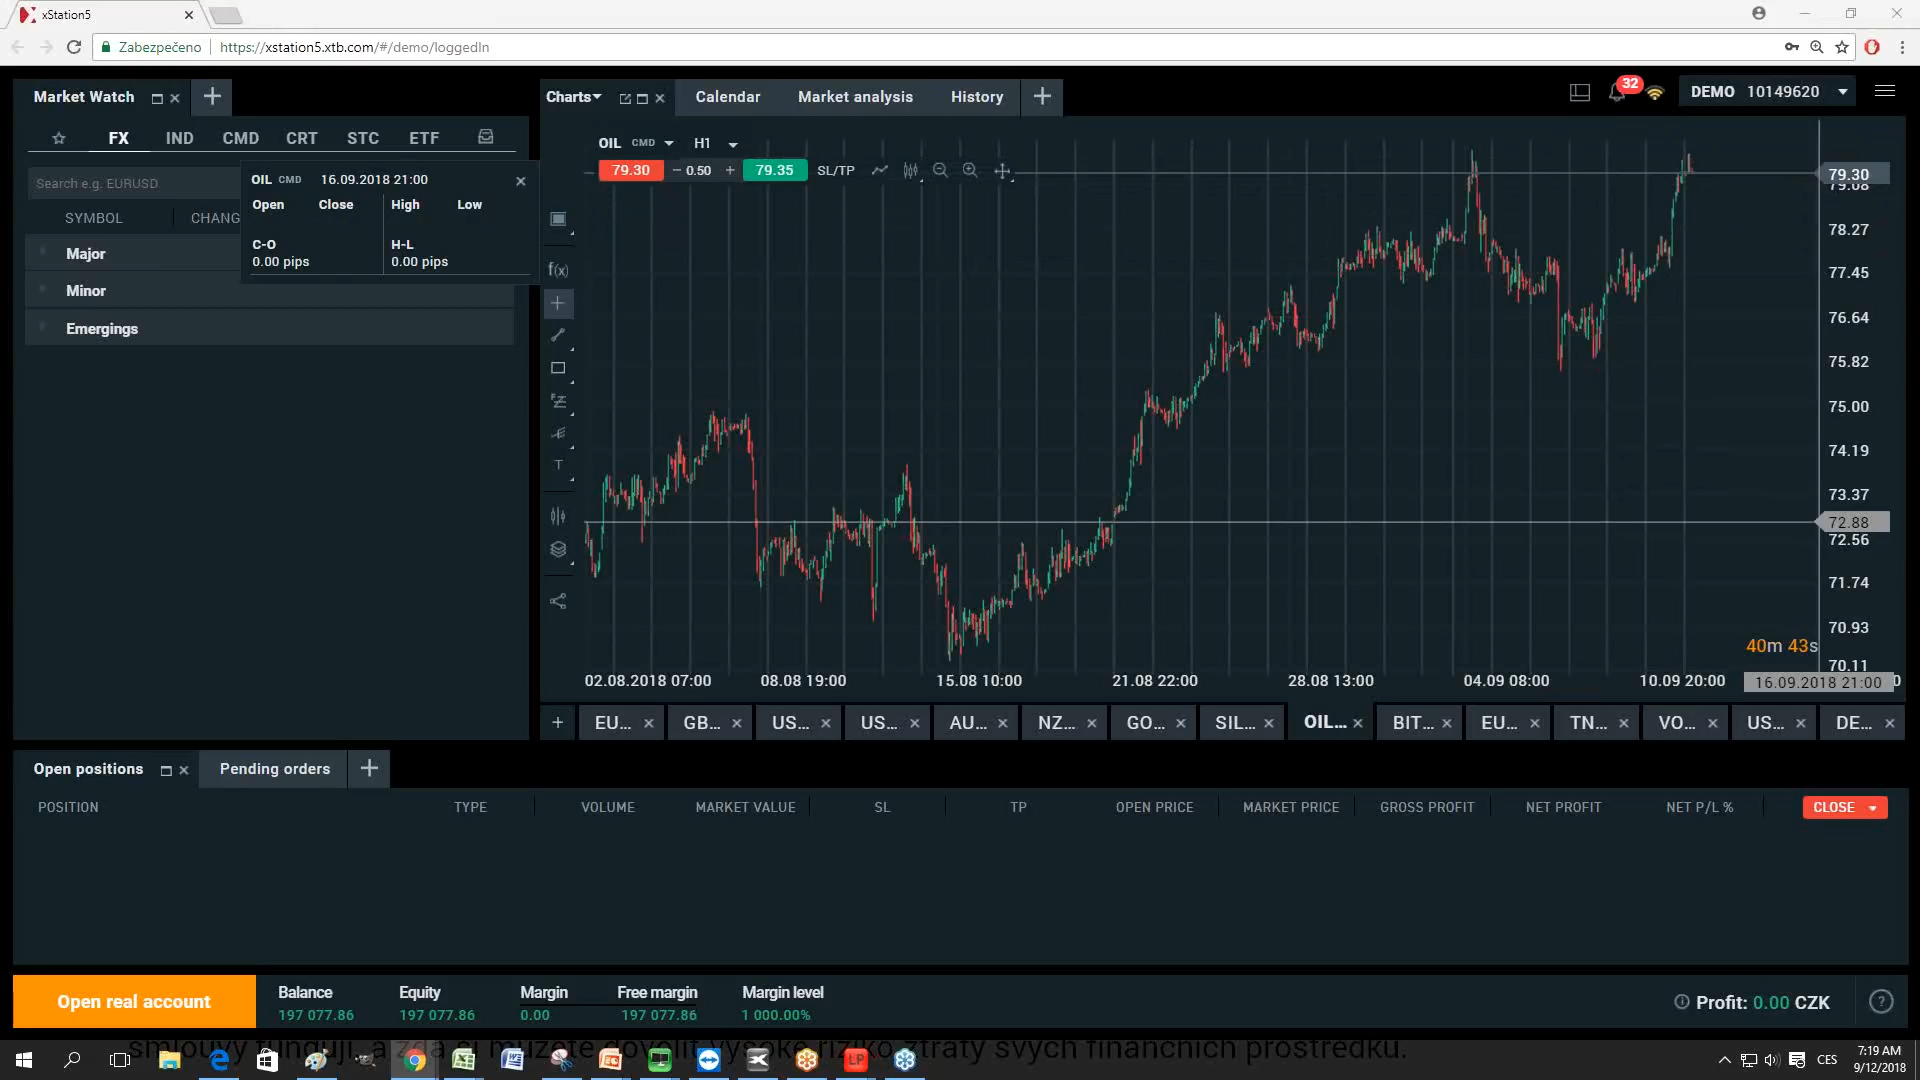 xStation5
Zabezpečeno https://xstation5.xtb.com/#/demo/loggedIn
Market Watch
Charts Calendar Market analysis History
32
DEMO 10149620
FX IND CMD CRT STC ETF
Search e.g. EURUSD
SYMBOL CHANG
Major
Minor
Emergings
OIL CMD 16.09.2018 21:00
Open Close High Low
C-O H-L
0.00 pips 0.00 pips
OIL CMD H1
79.30 0.50 79.35 SL/TP
f(x)
T
79.30
79.08
78.27
77.45
76.64
75.82
75.00
74.19
73.37
72.88
72.56
71.74
70.93
70.11
40m 43s
02.08.2018 07:00 08.08 19:00 15.08 10:00 21.08 22:00 28.08 13:00 04.09 08:00 10.09 20:00 16.09.2018 21:00
EU... GB... US... US... AU... NZ... GO... SIL... OIL... BIT... EU... TN... VO... US... DE...
Open positions Pending orders
POSITION TYPE VOLUME MARKET VALUE SL TP OPEN PRICE MARKET PRICE GROSS PROFIT NET PROFIT NET P/L % CLOSE
Open real account
Balance Equity Margin Free margin Margin level
197 077.86 197 077.86 0.00 197 077.86 1 000.00%
Profit: 0.00 CZK
?
riziko ztráty svých finančních prostředků.
LP
CES
7:19 AM
9/12/2018